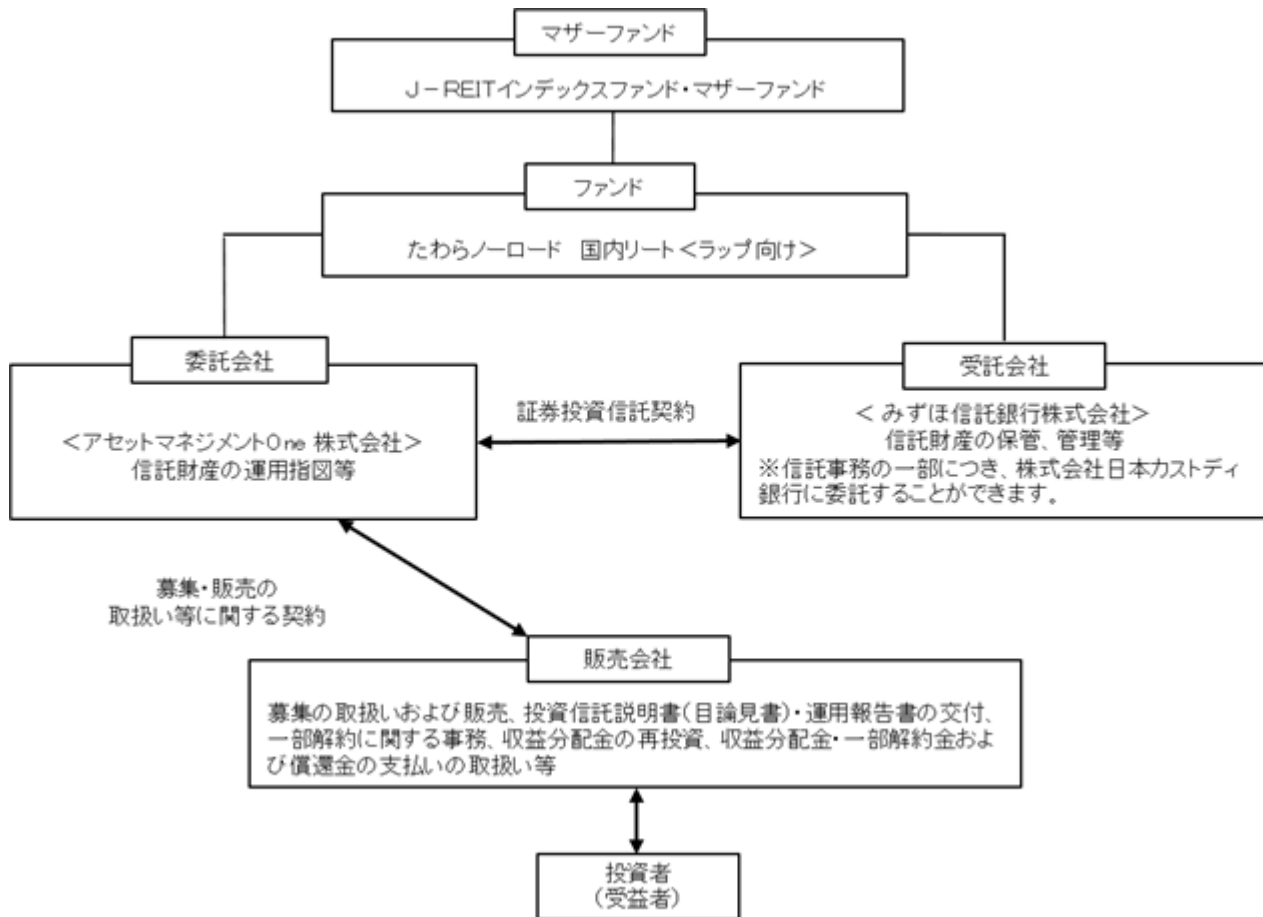 マザーファンド
J-REITインデックスファンド・マザーファンド
ファンド
たわらノーロード 国内リート＜ラップ向け＞
委託会社
＜アセットマネジメントOne 株式会社＞
信託財産の運用指図等
証券投資信託契約
受託会社
＜ みずほ信託銀行株式会社＞
信託財産の保管、管理等
※信託事務の一部につき、株式会社日本カストディ
銀行に委託することができます。
募集・販売の
取扱い等に関する契約
販売会社
募集の取扱いおよび販売、投資信託説明書（目論見書）・運用報告書の交付、
一部解約に関する事務、収益分配金の再投資、収益分配金・一部解約金およ
び償還金の支払いの取扱い等
投資者
（受益者）